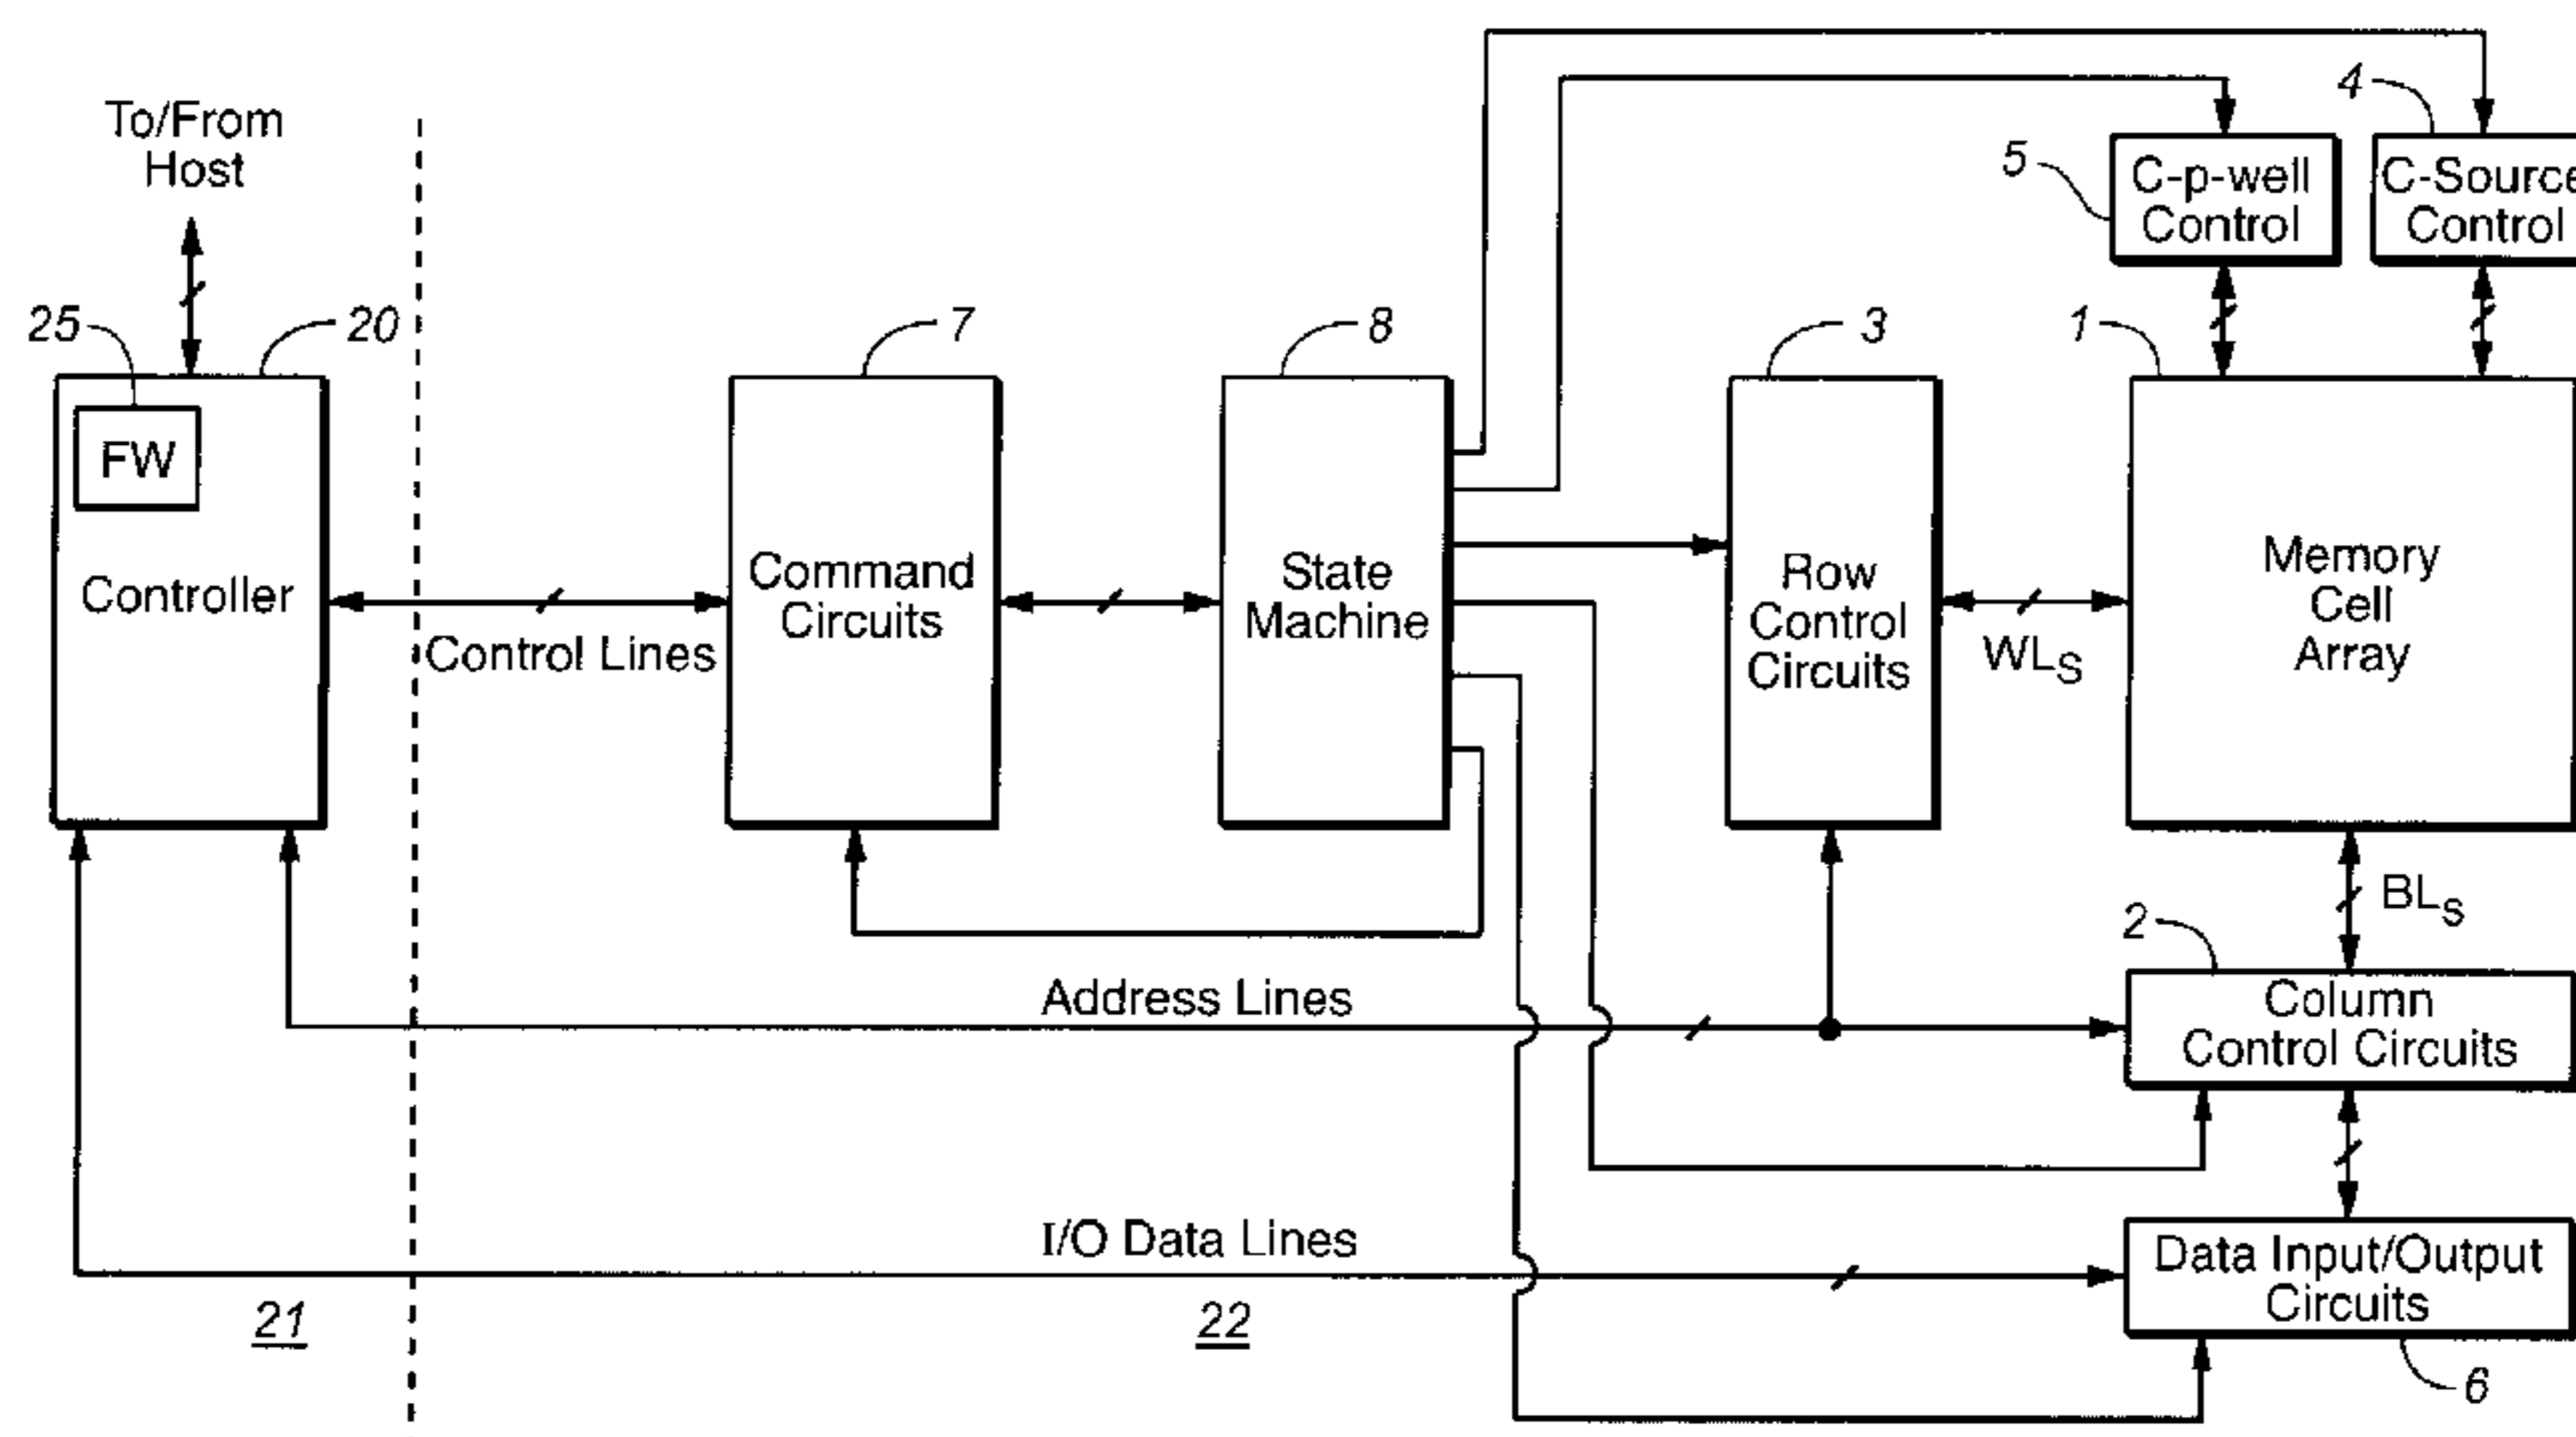 To/From
Host
25
20
FW
Controller
Control Lines
7
Command
Circuits
8
State
Machine
3
Row
Control
Circuits
WLS
5
C-p-well
Control
4
C-Source
Control
1
Memory
Cell
Array
BLS
2
Column
Control Circuits
Address Lines
I/O Data Lines
Data Input/Output
Circuits
6
21
22